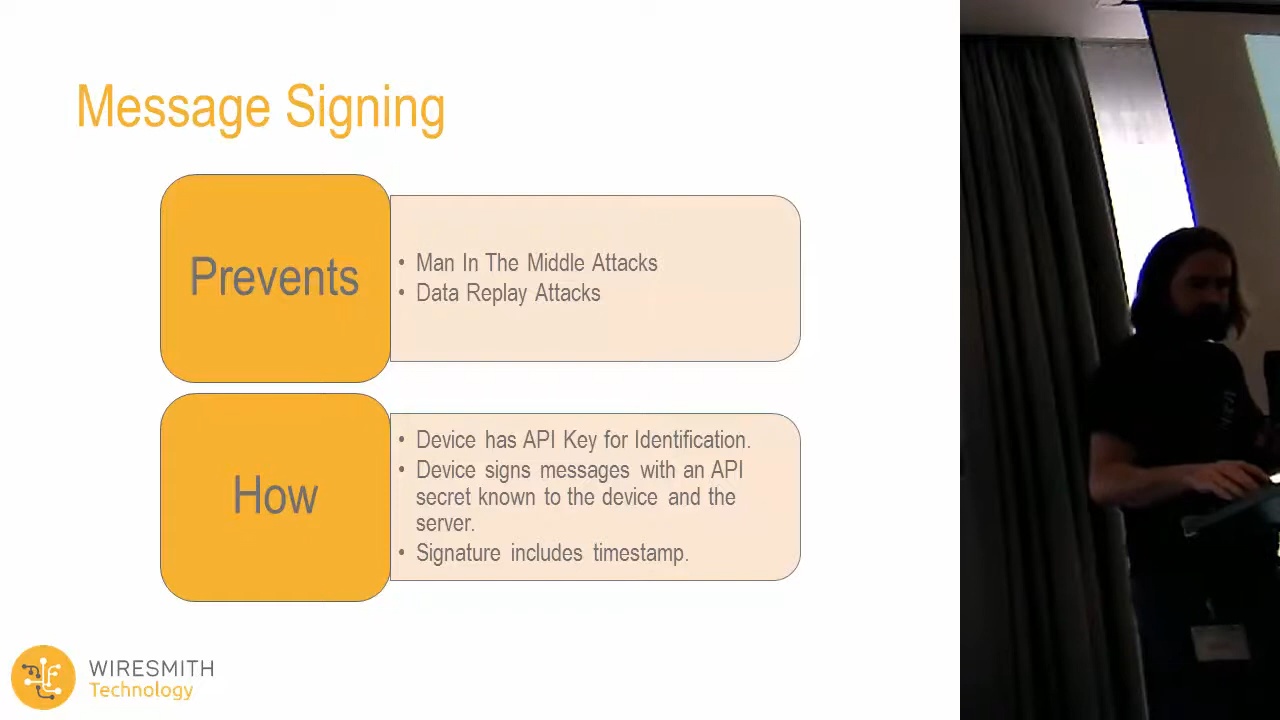 Message Signing
Prevents
• Man In The Middle Attacks
• Data Replay Attacks
How
• Device has API Key for Identification.
• Device signs messages with an API
secret known to the device and the
server.
• Signature includes timestamp.
WIRESMITH
Technology